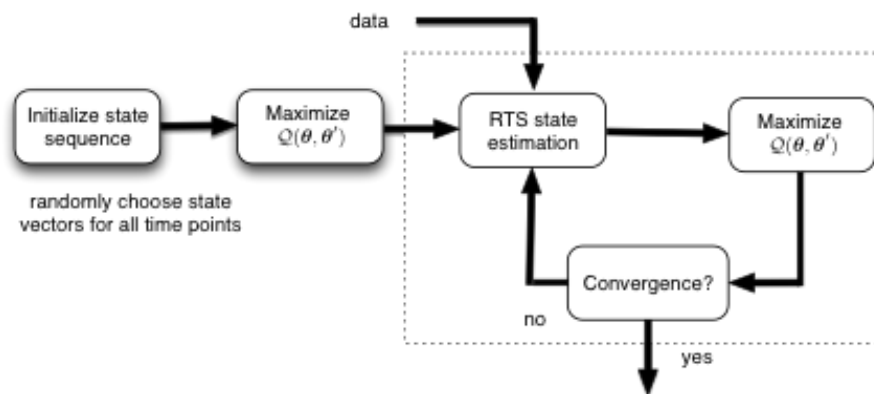 data
Initialize state
sequence
Maximize
Q(θ, θ′)
RTS state
estimation
Maximize
Q(θ, θ′)
randomly choose state
vectors for all time points
Convergence?
no
yes